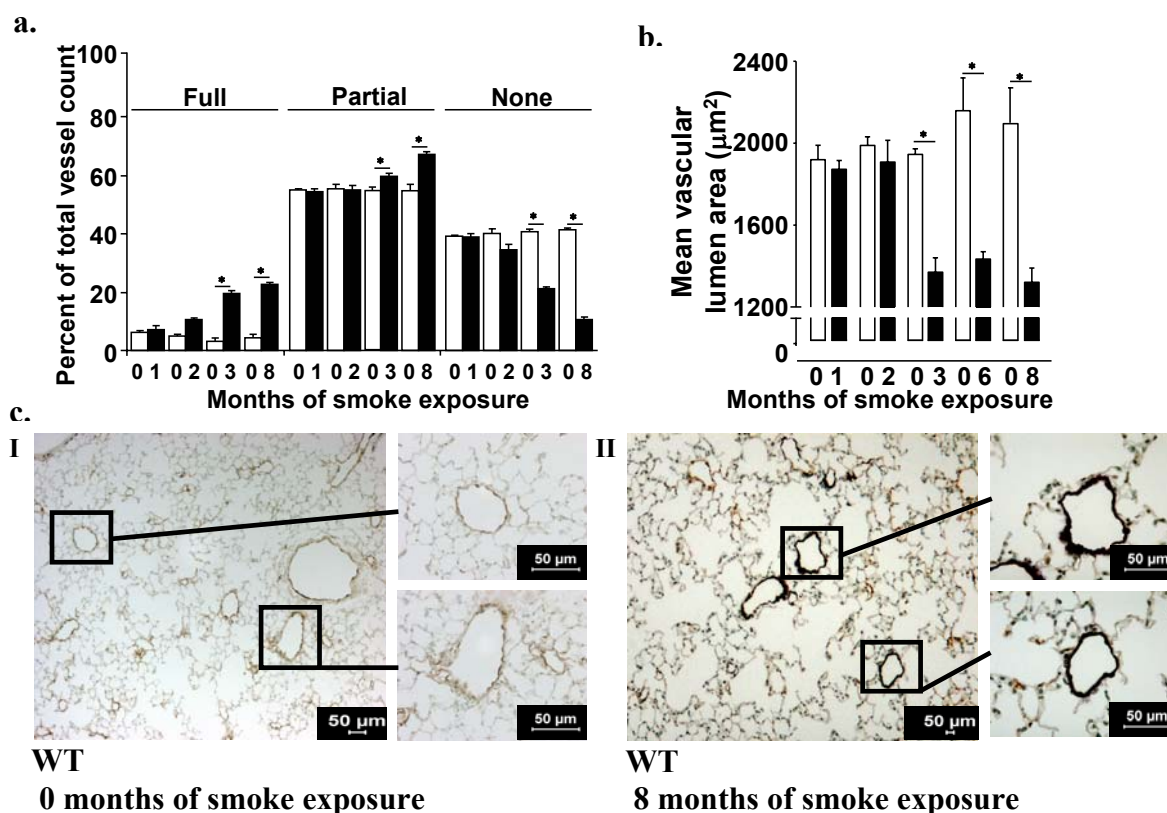 a.
Percent of total vessel count
100
80
60
40
20
0
Full Partial None
* * * * * *
0 1 0 2 0 3 0 8 0 1 0 2 0 3 0 8 0 1 0 2 0 3 0 8
Months of smoke exposure
b.
Mean vascular
lumen area (μm²)
2400
2000
1600
1200
0
* * *
0 1 0 2 0 3 0 6 0 8
Months of smoke exposure
c.
I
50 μm
50 μm
50 μm
WT
0 months of smoke exposure
II
50 μm
50 μm
50 μm
WT
8 months of smoke exposure